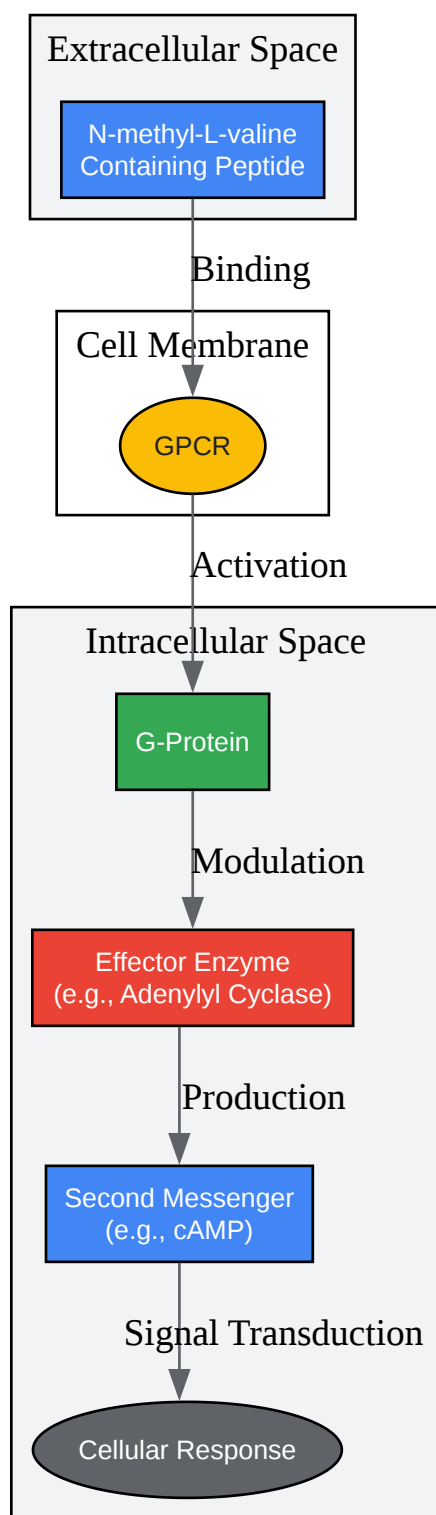 Extracellular Space
N-methyl-L-valine
Containing Peptide
Binding
Cell Membrane
GPCR
Activation
Intracellular Space
G-Protein
Modulation
Effector Enzyme
(e.g., Adenylyl Cyclase)
Production
Second Messenger
(e.g., cAMP)
Signal Transduction
Cellular Response